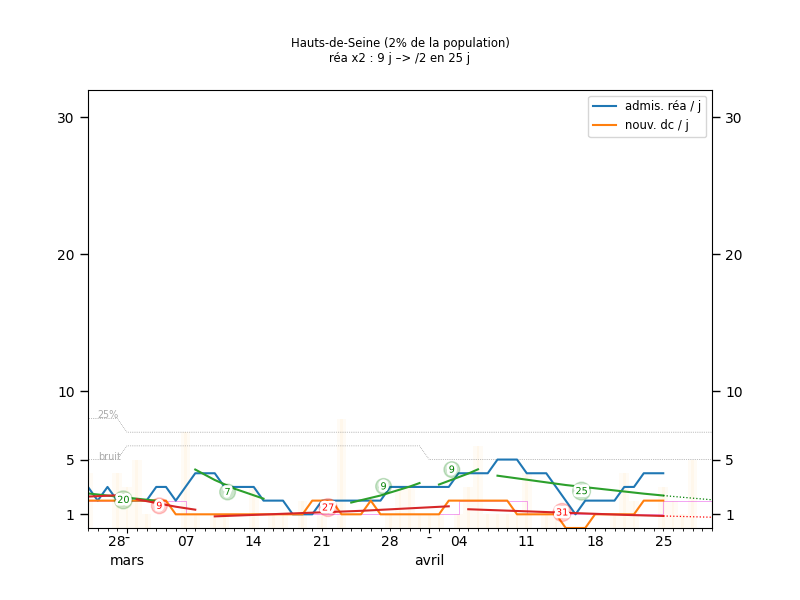 Hauts-de-Seine (2% de la population)
réa x2 : 9 j –> /2 en 25 j
admis. réa / j
nouv. dc / j
30 30
20 20
10 10
25%
5 bruit 5
1 1
20 9 7 27 9 9 25 31
28 - 07 14 21 28 - 04 11 18 25
mars avril